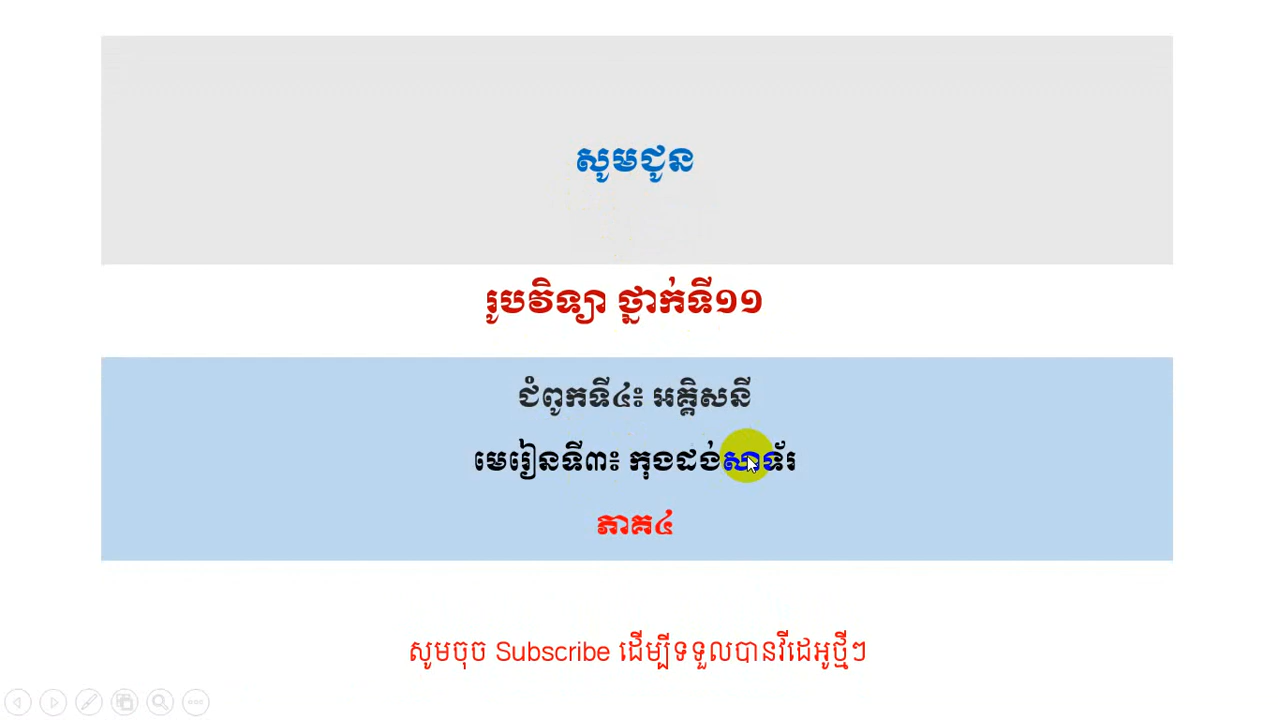 សូមជូន
រូបវិទ្យា ថ្នាក់ទី១១
ជំពូកទី៤៖ អគ្គិសនី
មេរៀនទី៣៖ កុងដង់សាទ័រ
ភាគ៤
សូមចុច Subscribe ដើម្បីទទួលបានវីដេអូថ្មីៗ